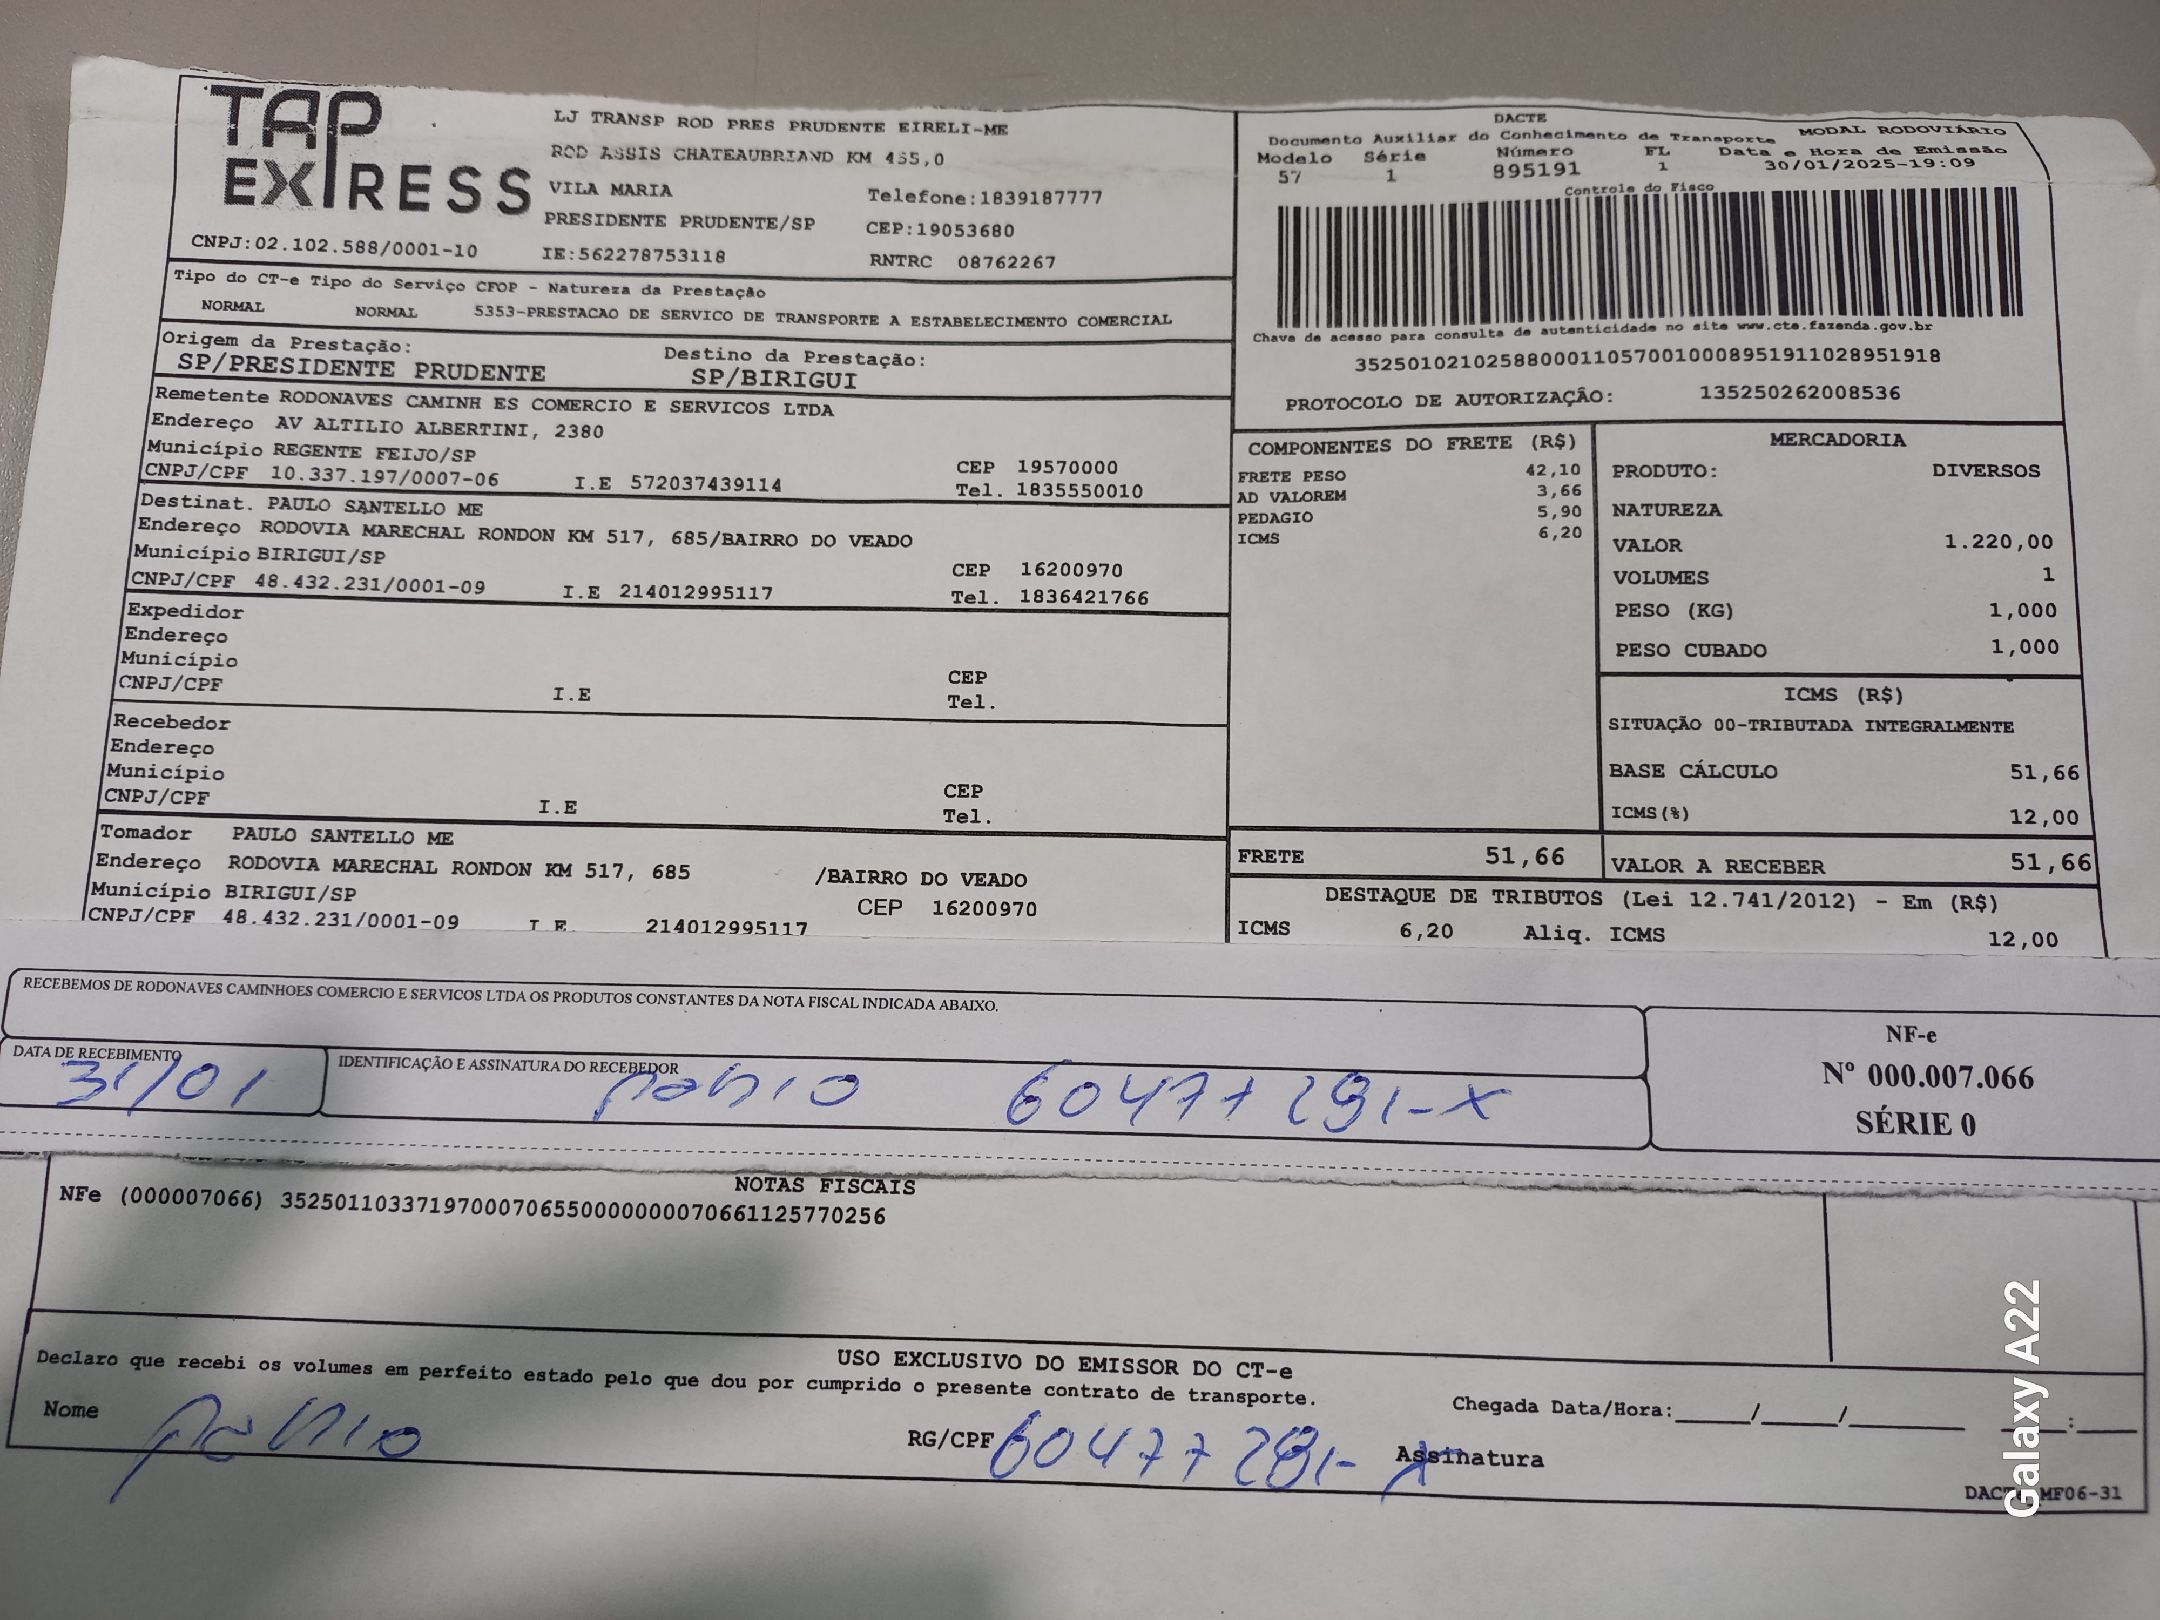 TAP EXPRESS
LJ TRANSP ROD PRES PRUDENTE EIRELI-ME
ROD ASSIS CHATEAUBRIAND KM 455,0
VILA MARIA Telefone:1839187777
PRESIDENTE PRUDENTE/SP CEP:19053680
CNPJ:02.102.588/0001-10 IE:562278753118 RNTRC 08762267
DACTE
Documento Auxiliar do Conhecimento de Transporte MODAL RODOVIÁRIO
Modelo Série Número FL Data e Hora de Emissão
57 1 895191 1 30/01/2025-19:09
Controle do Fisco
Chave de acesso para consulta de autenticidade no site www.cte.fazenda.gov.br
35250102102588000110570010008951911028951918
PROTOCOLO DE AUTORIZAÇÃO: 135250262008536
Tipo do CT-e Tipo do Serviço CFOP - Natureza da Prestação
NORMAL NORMAL 5353-PRESTACAO DE SERVICO DE TRANSPORTE A ESTABELECIMENTO COMERCIAL
Origem da Prestação: Destino da Prestação:
SP/PRESIDENTE PRUDENTE SP/BIRIGUI
Remetente RODONAVES CAMINH ES COMERCIO E SERVICOS LTDA
Endereço AV ALTILIO ALBERTINI, 2380
Município REGENTE FEIJO/SP CEP 19570000
CNPJ/CPF 10.337.197/0007-06 I.E 572037439114 Tel. 1835550010
Destinat. PAULO SANTELLO ME
Endereço RODOVIA MARECHAL RONDON KM 517, 685/BAIRRO DO VEADO
Município BIRIGUI/SP CEP 16200970
CNPJ/CPF 48.432.231/0001-09 I.E 214012995117 Tel. 1836421766
Expedidor
Endereço
Município CEP
CNPJ/CPF I.E Tel.
Recebedor
Endereço
Município CEP
CNPJ/CPF I.E Tel.
Tomador PAULO SANTELLO ME
Endereço RODOVIA MARECHAL RONDON KM 517, 685 /BAIRRO DO VEADO
Município BIRIGUI/SP CEP 16200970
CNPJ/CPF 48.432.231/0001-09 I.E. 214012995117
COMPONENTES DO FRETE (R$)
FRETE PESO 42,10
AD VALOREM 3,66
PEDAGIO 5,90
ICMS 6,20
MERCADORIA
PRODUTO: DIVERSOS
NATUREZA
VALOR 1.220,00
VOLUMES 1
PESO (KG) 1,000
PESO CUBADO 1,000
ICMS (R$)
SITUAÇÃO 00-TRIBUTADA INTEGRALMENTE
BASE CÁLCULO 51,66
ICMS(%) 12,00
FRETE 51,66 VALOR A RECEBER 51,66
DESTAQUE DE TRIBUTOS (Lei 12.741/2012) - Em (R$)
ICMS 6,20 Aliq. ICMS 12,00
RECEBEMOS DE RODONAVES CAMINHOES COMERCIO E SERVICOS LTDA OS PRODUTOS CONSTANTES DA NOTA FISCAL INDICADA ABAIXO.
DATA DE RECEBIMENTO IDENTIFICAÇÃO E ASSINATURA DO RECEBEDOR
31/01 60477291-X
NF-e
Nº 000.007.066
SÉRIE 0
NOTAS FISCAIS
NFe (000007066) 35250110337197000706550000000070661125770256
USO EXCLUSIVO DO EMISSOR DO CT-e
Declaro que recebi os volumes em perfeito estado pelo que dou por cumprido o presente contrato de transporte.
Chegada Data/Hora:_____/_____/_______ ____:____
Nome RG/CPF 60477291-X Assinatura
DACTE MF06-31
Galaxy A22